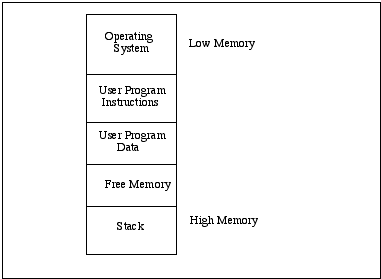 Operating
System
Low Memory
User Program
Instructions
User Program
Data
Free Memory
Stack
High Memory